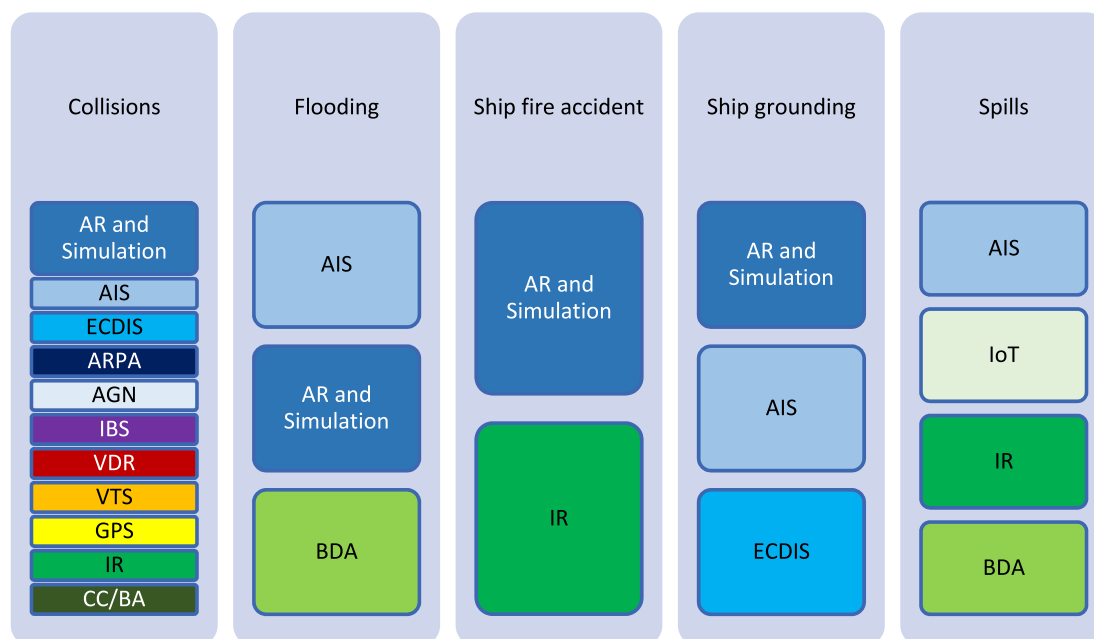 Collisions
AR and
Simulation
AIS
ECDIS
ARPA
AGN
IBS
VDR
VTS
GPS
IR
CC/BA
Flooding
AIS
AR and
Simulation
BDA
Ship fire accident
AR and
Simulation
IR
Ship grounding
AR and
Simulation
AIS
ECDIS
Spills
AIS
IoT
IR
BDA